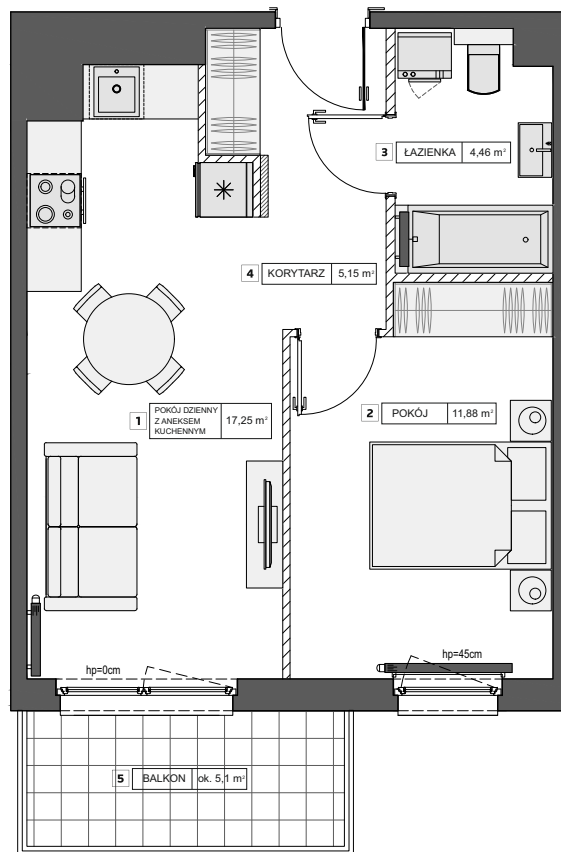 3 ŁAZIENKA 4,46 m²
4 KORYTARZ 5,15 m²
1 POKÓJ DZIENNY
Z ANEKSEM
KUCHENNYM 17,25 m²
2 POKÓJ 11,88 m²
hp=0cm
hp=45cm
5 BALKON ok. 5,1 m²